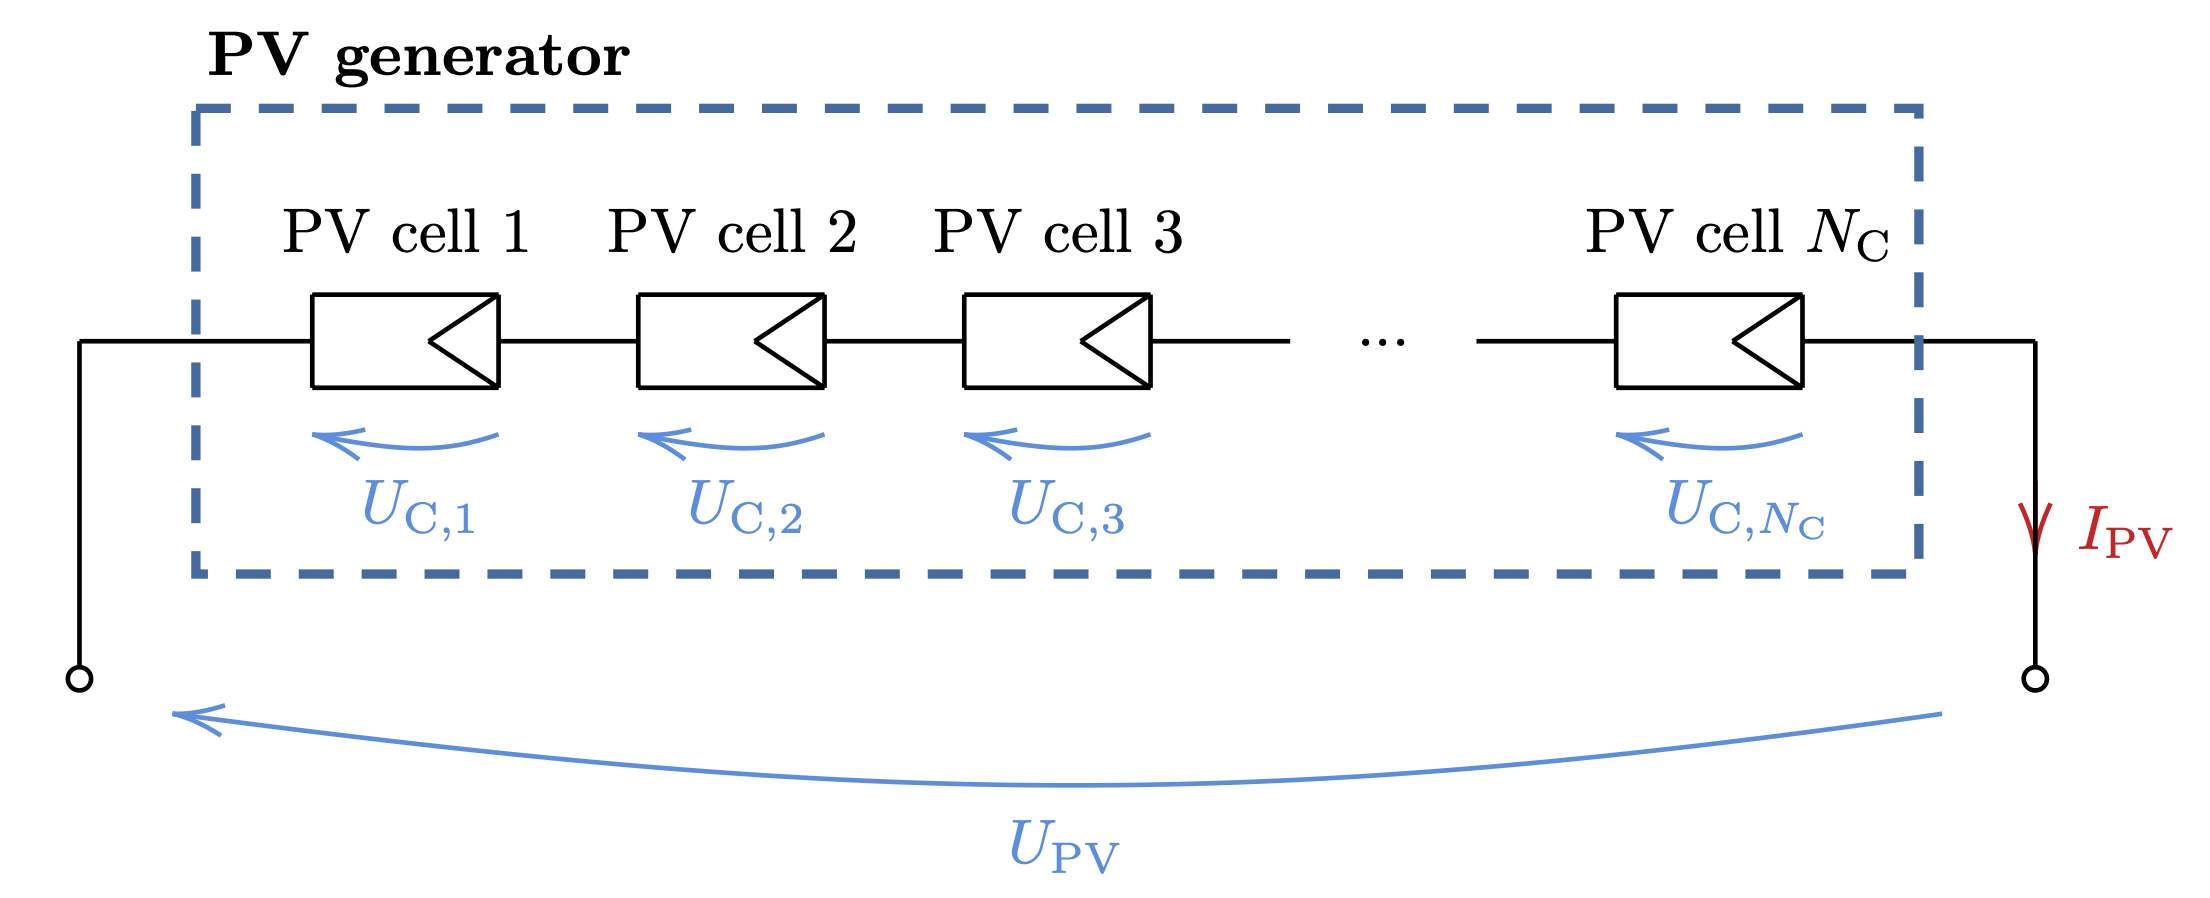 PV generator
PV cell 1 PV cell 2 PV cell 3 ... PV cell N_C
U_C,1 U_C,2 U_C,3 U_C,N_C
I_PV
U_PV